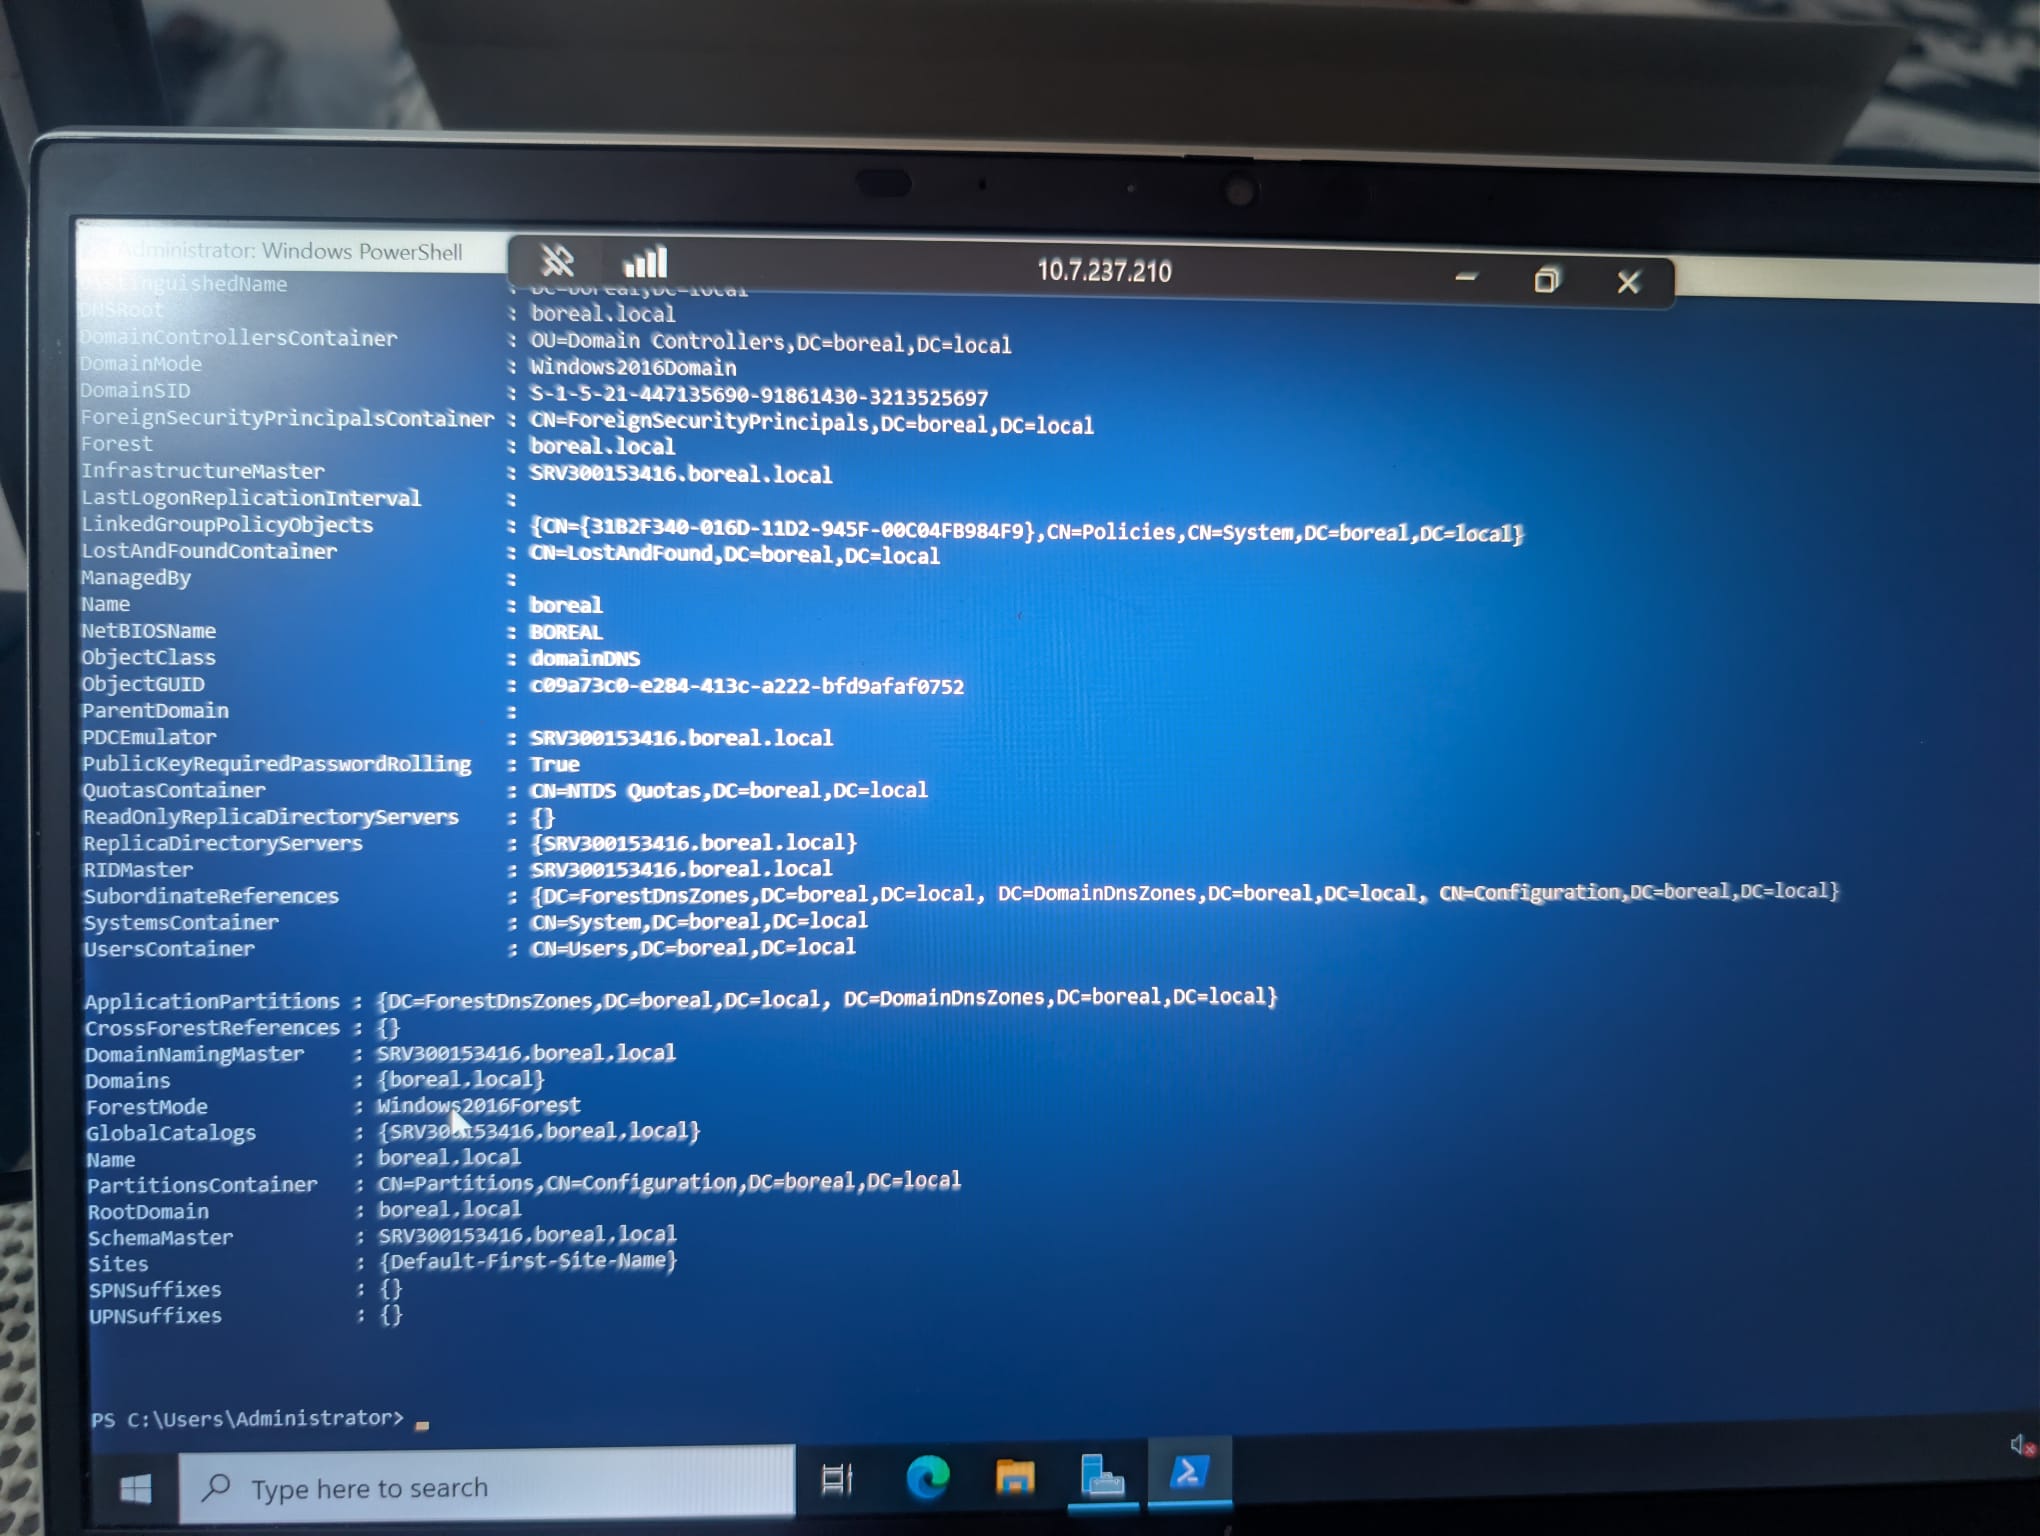 Administrator: Windows PowerShell
10.7.237.210
DistinguishedName : DC=boreal,DC=local
DNSRoot : boreal.local
DomainControllersContainer : OU=Domain Controllers,DC=boreal,DC=local
DomainMode : Windows2016Domain
DomainSID : S-1-5-21-447135690-91861430-3213525697
ForeignSecurityPrincipalsContainer : CN=ForeignSecurityPrincipals,DC=boreal,DC=local
Forest : boreal.local
InfrastructureMaster : SRV300153416.boreal.local
LastLogonReplicationInterval :
LinkedGroupPolicyObjects : {CN={31B2F340-016D-11D2-945F-00C04FB984F9},CN=Policies,CN=System,DC=boreal,DC=local}
LostAndFoundContainer : CN=LostAndFound,DC=boreal,DC=local
ManagedBy :
Name : boreal
NetBIOSName : BOREAL
ObjectClass : domainDNS
ObjectGUID : c09a73c0-e284-413c-a222-bfd9afaf0752
ParentDomain :
PDCEmulator : SRV300153416.boreal.local
PublicKeyRequiredPasswordRolling : True
QuotasContainer : CN=NTDS Quotas,DC=boreal,DC=local
ReadOnlyReplicaDirectoryServers : {}
ReplicaDirectoryServers : {SRV300153416.boreal.local}
RIDMaster : SRV300153416.boreal.local
SubordinateReferences : {DC=ForestDnsZones,DC=boreal,DC=local, DC=DomainDnsZones,DC=boreal,DC=local, CN=Configuration,DC=boreal,DC=local}
SystemsContainer : CN=System,DC=boreal,DC=local
UsersContainer : CN=Users,DC=boreal,DC=local
ApplicationPartitions : {DC=ForestDnsZones,DC=boreal,DC=local, DC=DomainDnsZones,DC=boreal,DC=local}
CrossForestReferences : {}
DomainNamingMaster : SRV300153416.boreal.local
Domains : {boreal.local}
ForestMode : Windows2016Forest
GlobalCatalogs : {SRV300153416.boreal.local}
Name : boreal.local
PartitionsContainer : CN=Partitions,CN=Configuration,DC=boreal,DC=local
RootDomain : boreal.local
SchemaMaster : SRV300153416.boreal.local
Sites : {Default-First-Site-Name}
SPNSuffixes : {}
UPNSuffixes : {}
PS C:\Users\Administrator>
Type here to search